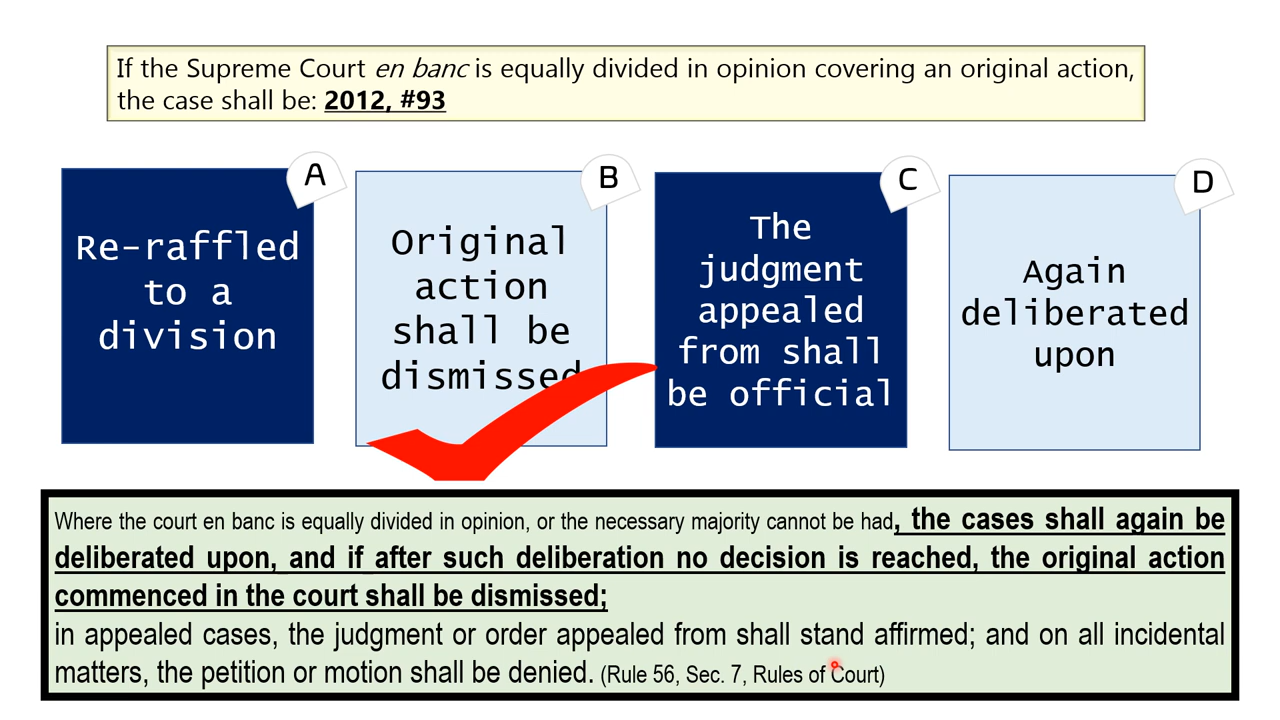 If the Supreme Court en banc is equally divided in opinion covering an original action,
the case shall be: 2012, #93
A
Re-raffled
to a
division
B
Original
action
shall be
dismissed
C
The
judgment
appealed
from shall
be official
D
Again
deliberated
upon
Where the court en banc is equally divided in opinion, or the necessary majority cannot be had, the cases shall again be
deliberated upon, and if after such deliberation no decision is reached, the original action
commenced in the court shall be dismissed;
in appealed cases, the judgment or order appealed from shall stand affirmed; and on all incidental
matters, the petition or motion shall be denied. (Rule 56, Sec. 7, Rules of Court)